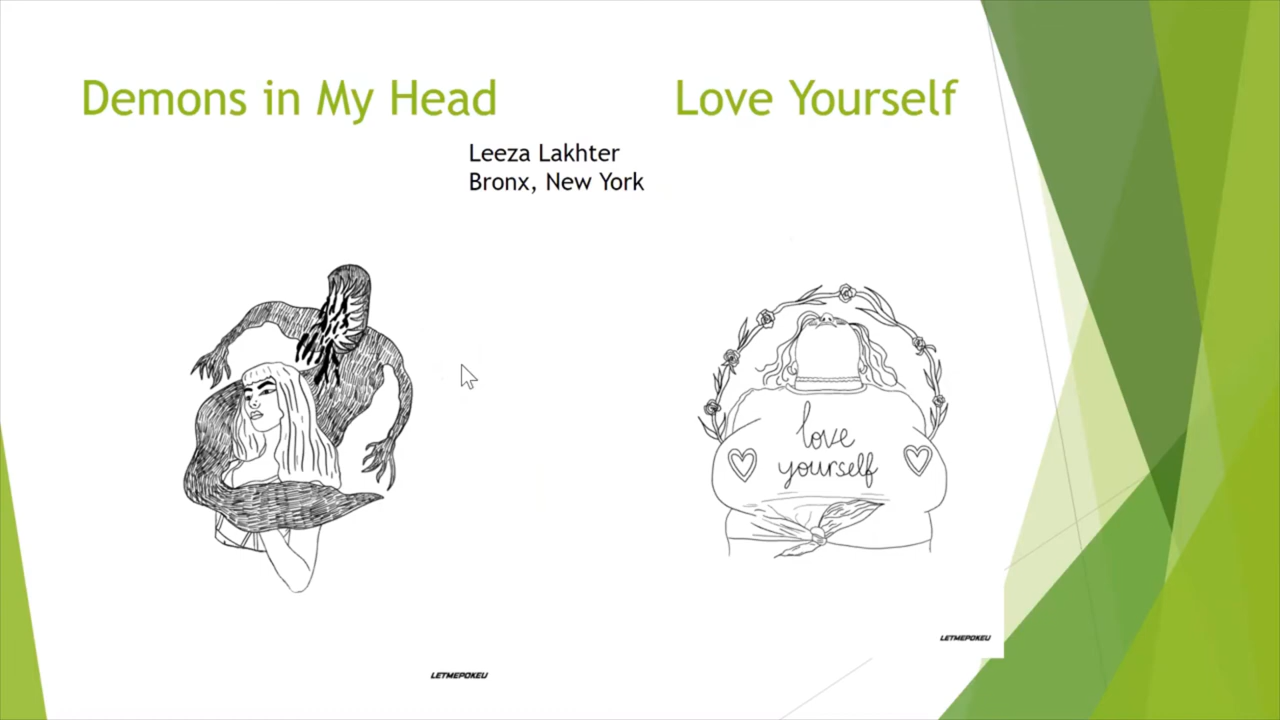 Demons in My Head
Love Yourself
Leeza Lakhter
Bronx, New York
love
yourself
LETMEPOKEU
LETMEPOKEU